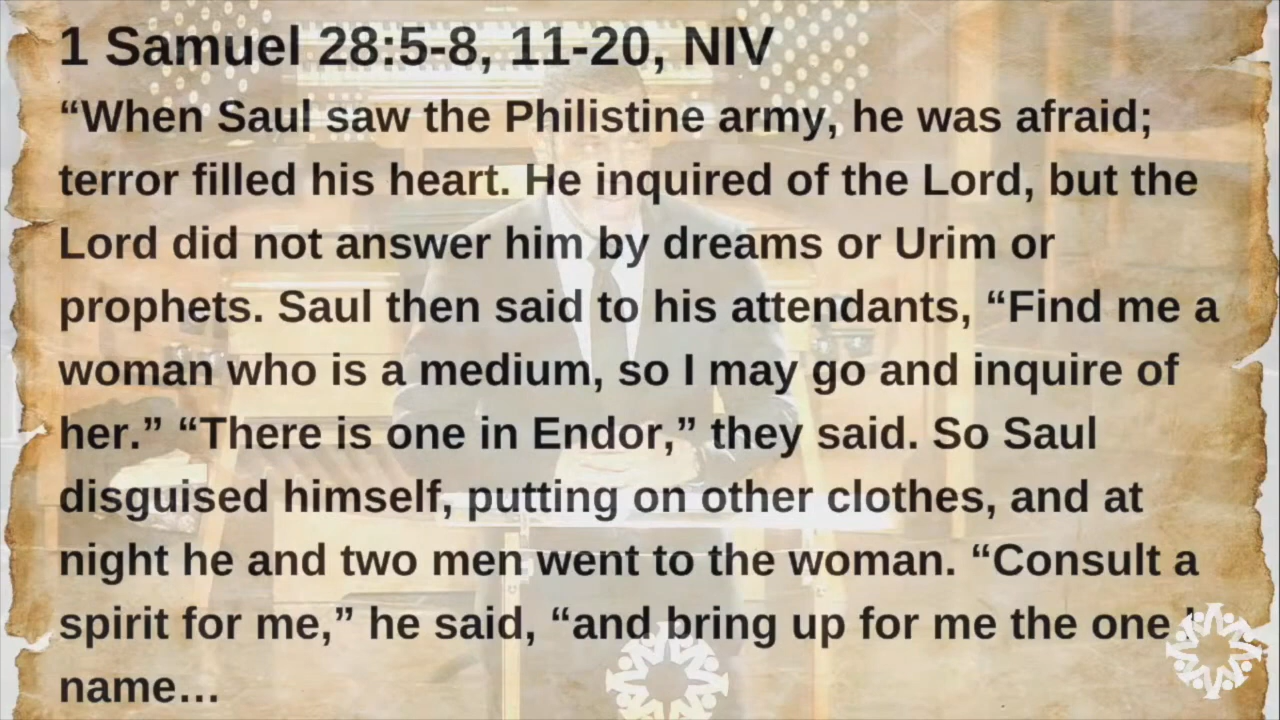 1 Samuel 28:5-8, 11-20, NIV
“When Saul saw the Philistine army, he was afraid;
terror filled his heart. He inquired of the Lord, but the
Lord did not answer him by dreams or Urim or
prophets. Saul then said to his attendants, “Find me a
woman who is a medium, so I may go and inquire of
her.” “There is one in Endor,” they said. So Saul
disguised himself, putting on other clothes, and at
night he and two men went to the woman. “Consult a
spirit for me,” he said, “and bring up for me the one
name…